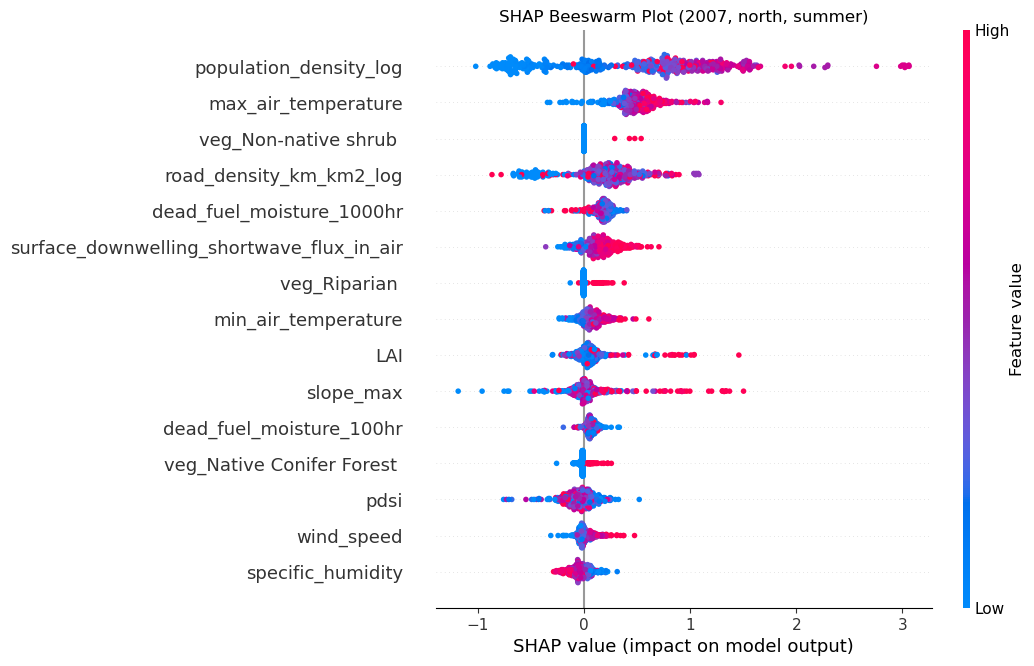 SHAP Beeswarm Plot (2007, north, summer)
High
population_density_log
max_air_temperature
veg_Non-native shrub
road_density_km_km2_log
dead_fuel_moisture_1000hr
surface_downwelling_shortwave_flux_in_air
veg_Riparian
min_air_temperature
LAI
slope_max
dead_fuel_moisture_100hr
veg_Native Conifer Forest
pdsi
wind_speed
specific_humidity
Feature value
Low
−1 0 1 2 3
SHAP value (impact on model output)